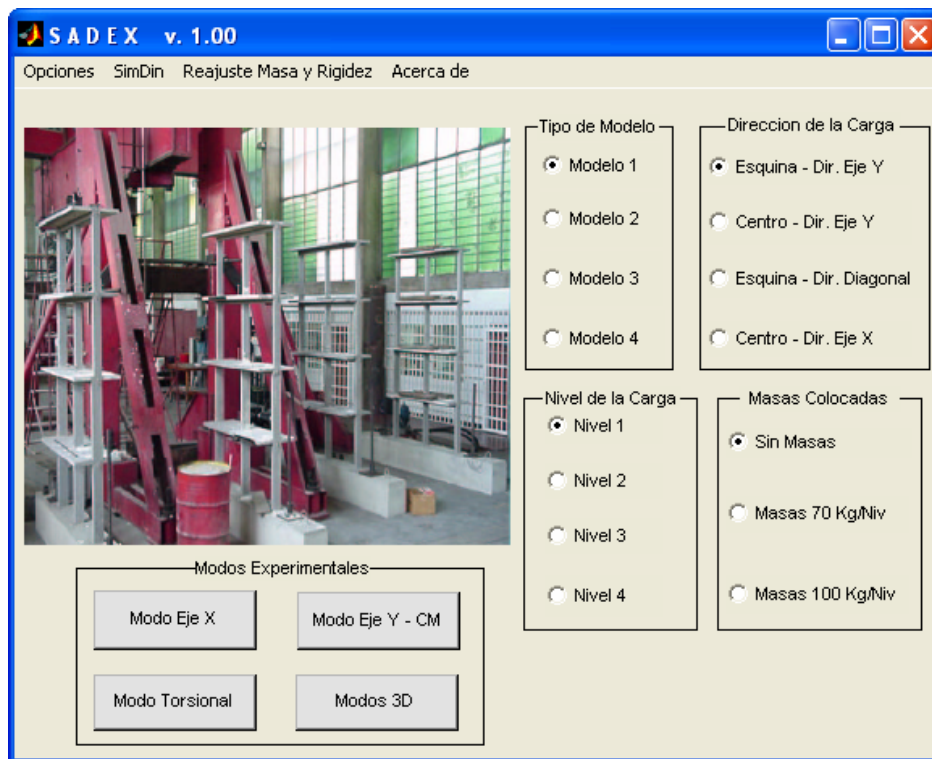 SADEX v. 1.00
Opciones SimDin Reajuste Masa y Rigidez Acerca de
Tipo de Modelo
Modelo 1
Modelo 2
Modelo 3
Modelo 4
Direccion de la Carga
Esquina - Dir. Eje Y
Centro - Dir. Eje Y
Esquina - Dir. Diagonal
Centro - Dir. Eje X
Nivel de la Carga
Nivel 1
Nivel 2
Nivel 3
Nivel 4
Masas Colocadas
Sin Masas
Masas 70 Kg/Niv
Masas 100 Kg/Niv
Modos Experimentales
Modo Eje X
Modo Eje Y - CM
Modo Torsional
Modos 3D